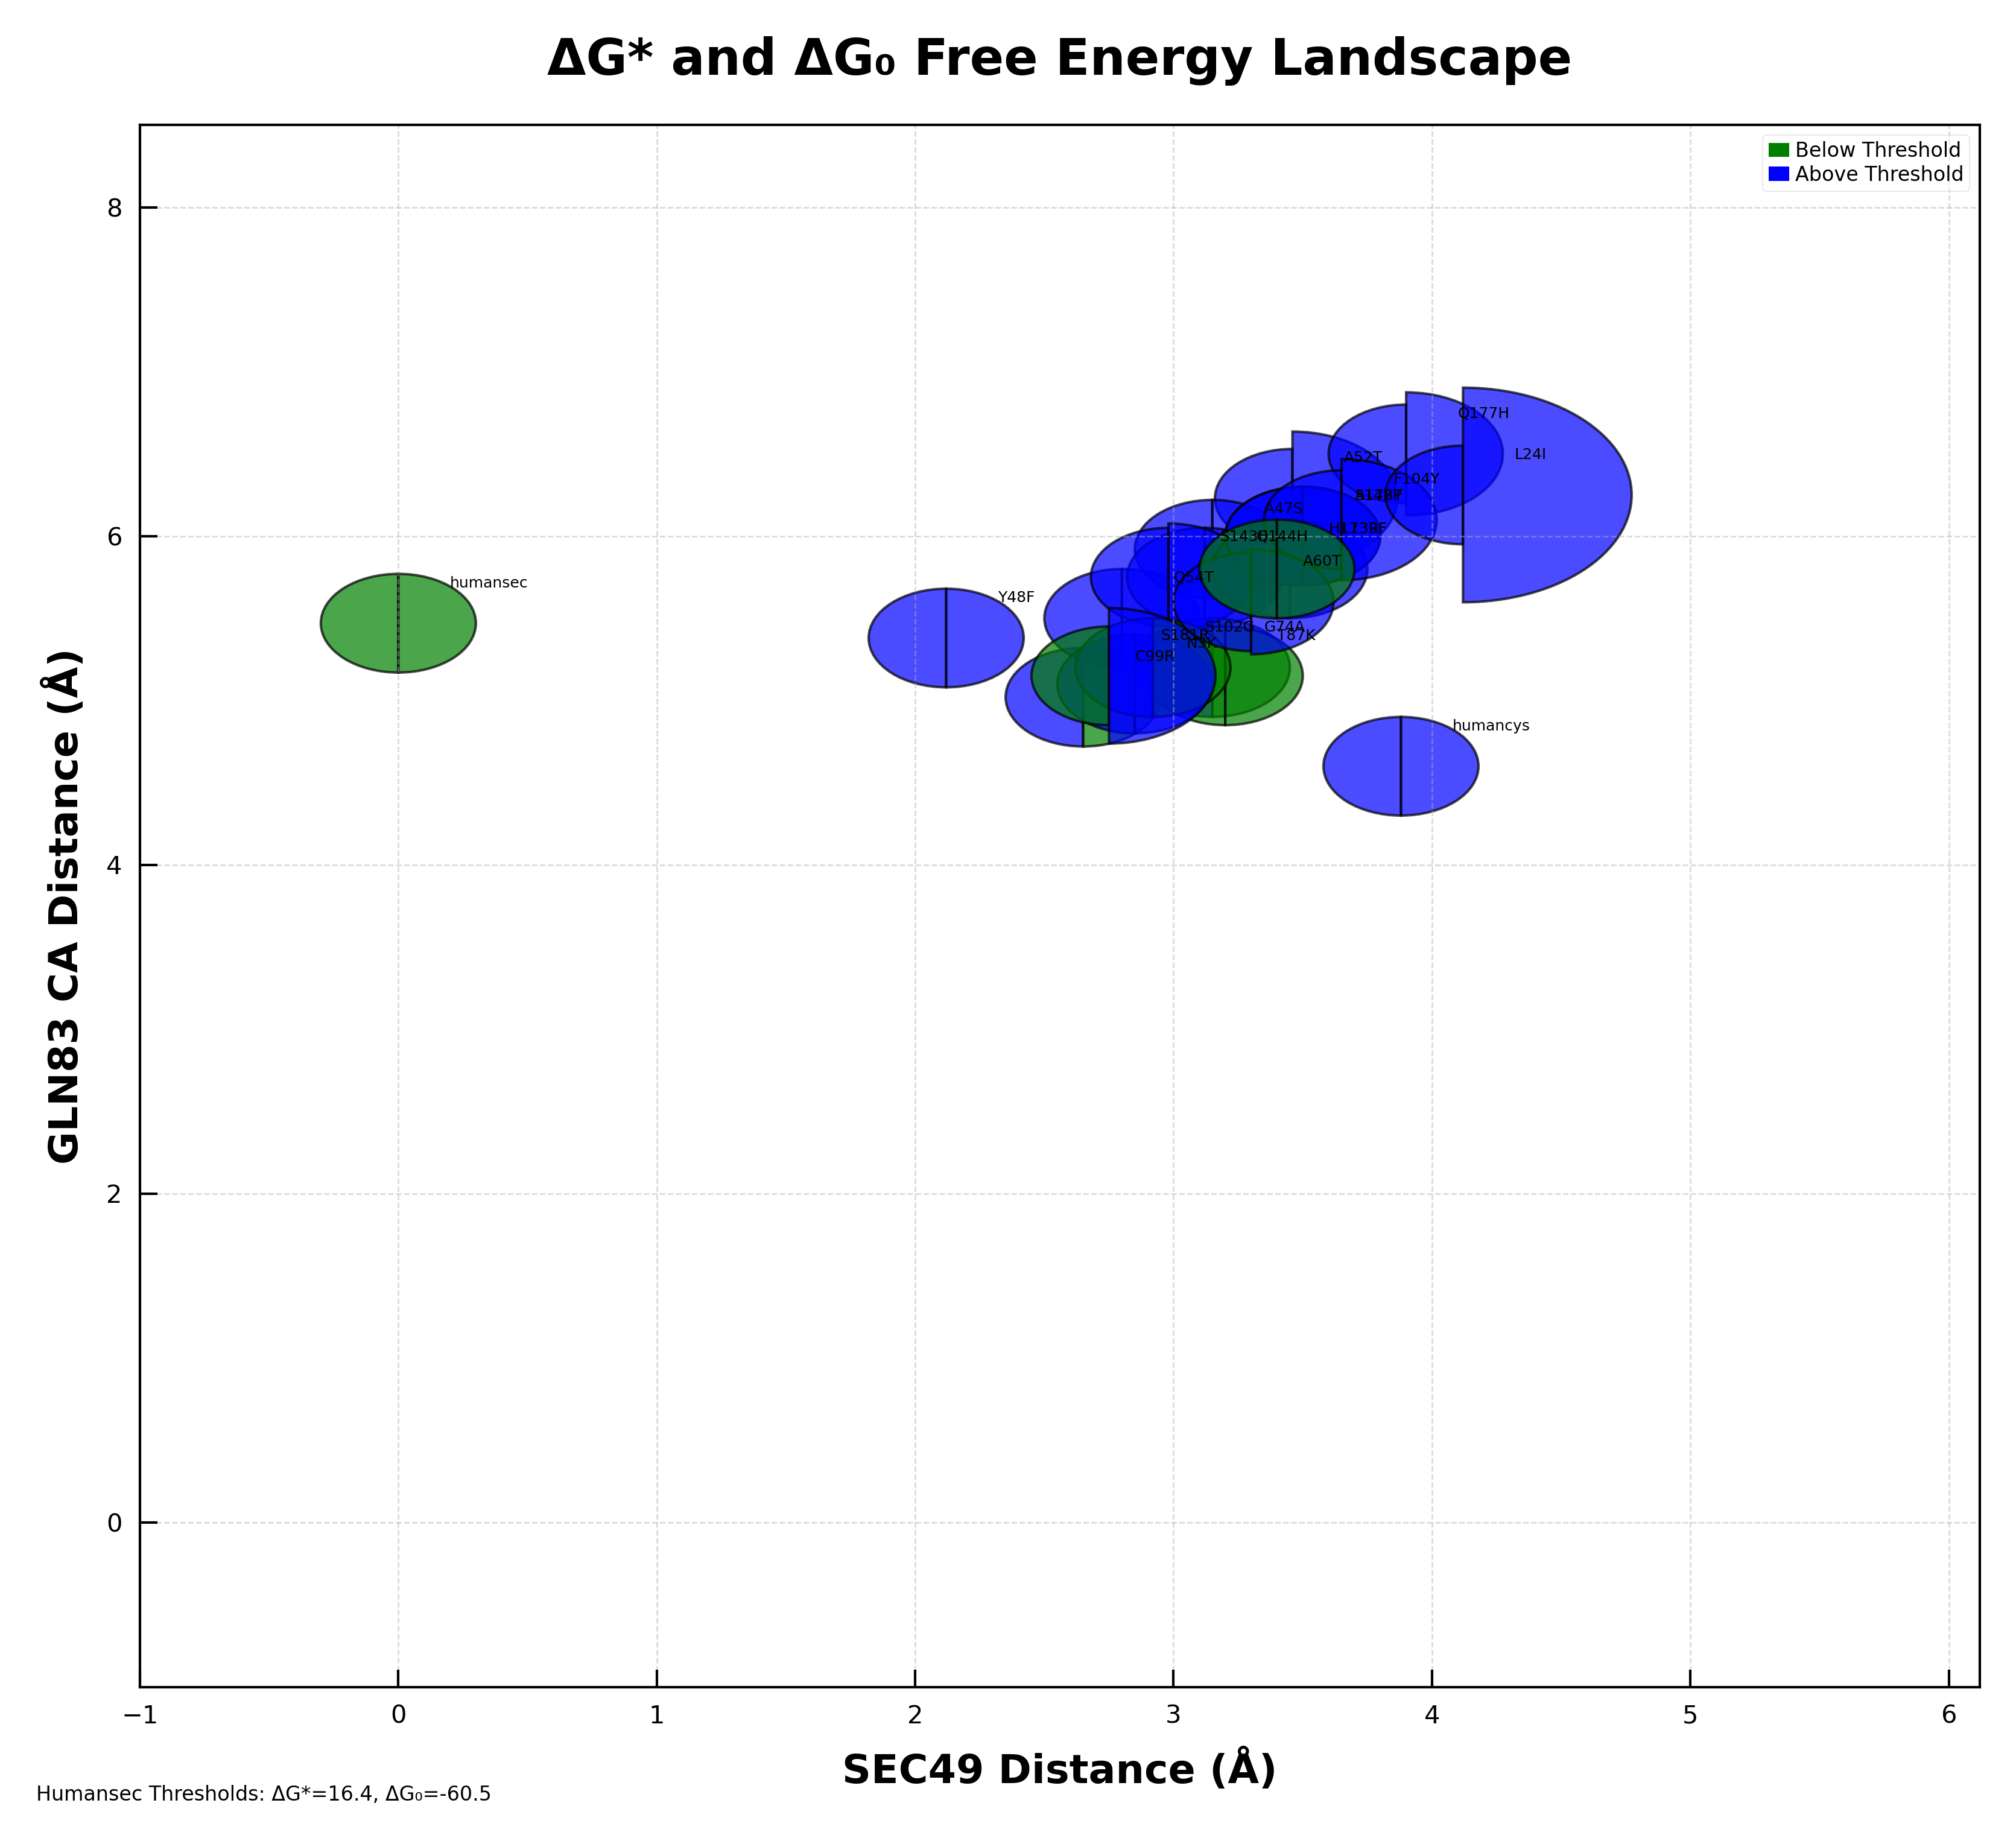 ΔG* and ΔG₀ Free Energy Landscape
Below Threshold
Above Threshold
8
6
4
2
0
GLN83 CA Distance (Å)
Q177H
L24I
A52T
F104Y
A47S
S143E
Q144H
A60T
Q54T
humansec
Y48F
S102G
G74A
T87K
S181R
N3K
C99R
humancys
−1
0
1
2
3
4
5
6
SEC49 Distance (Å)
Humansec Thresholds: ΔG*=16.4, ΔG₀=-60.5